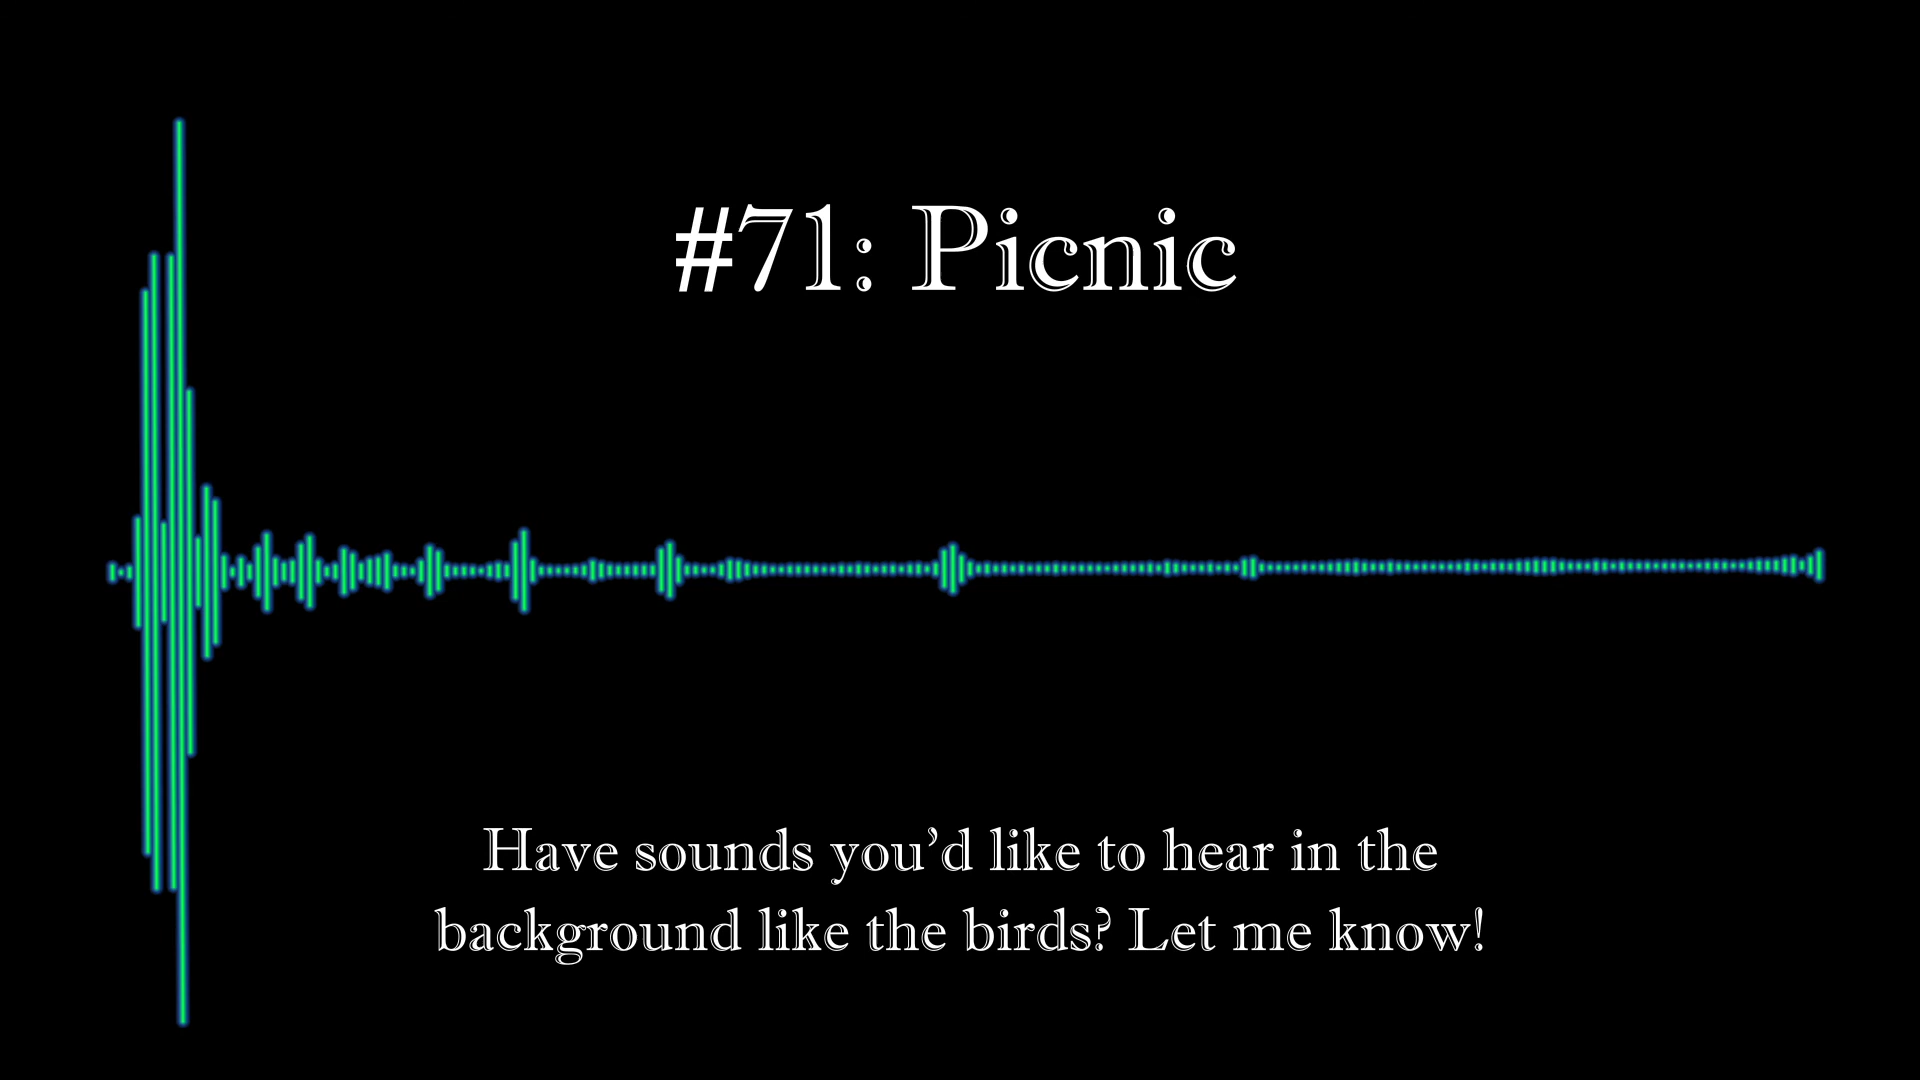 #71: Picnic
Have sounds you’d like to hear in the
background like the birds? Let me know!